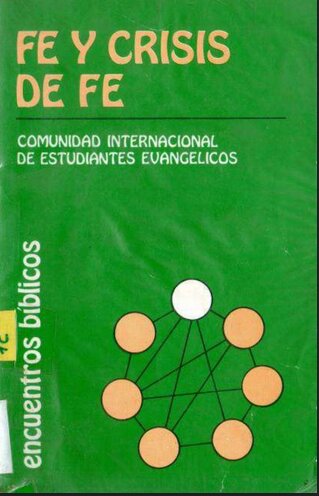 FE Y CRISIS
DE FE
COMUNIDAD INTERNACIONAL
DE ESTUDIANTES EVANGELICOS
encuentros bíblicos